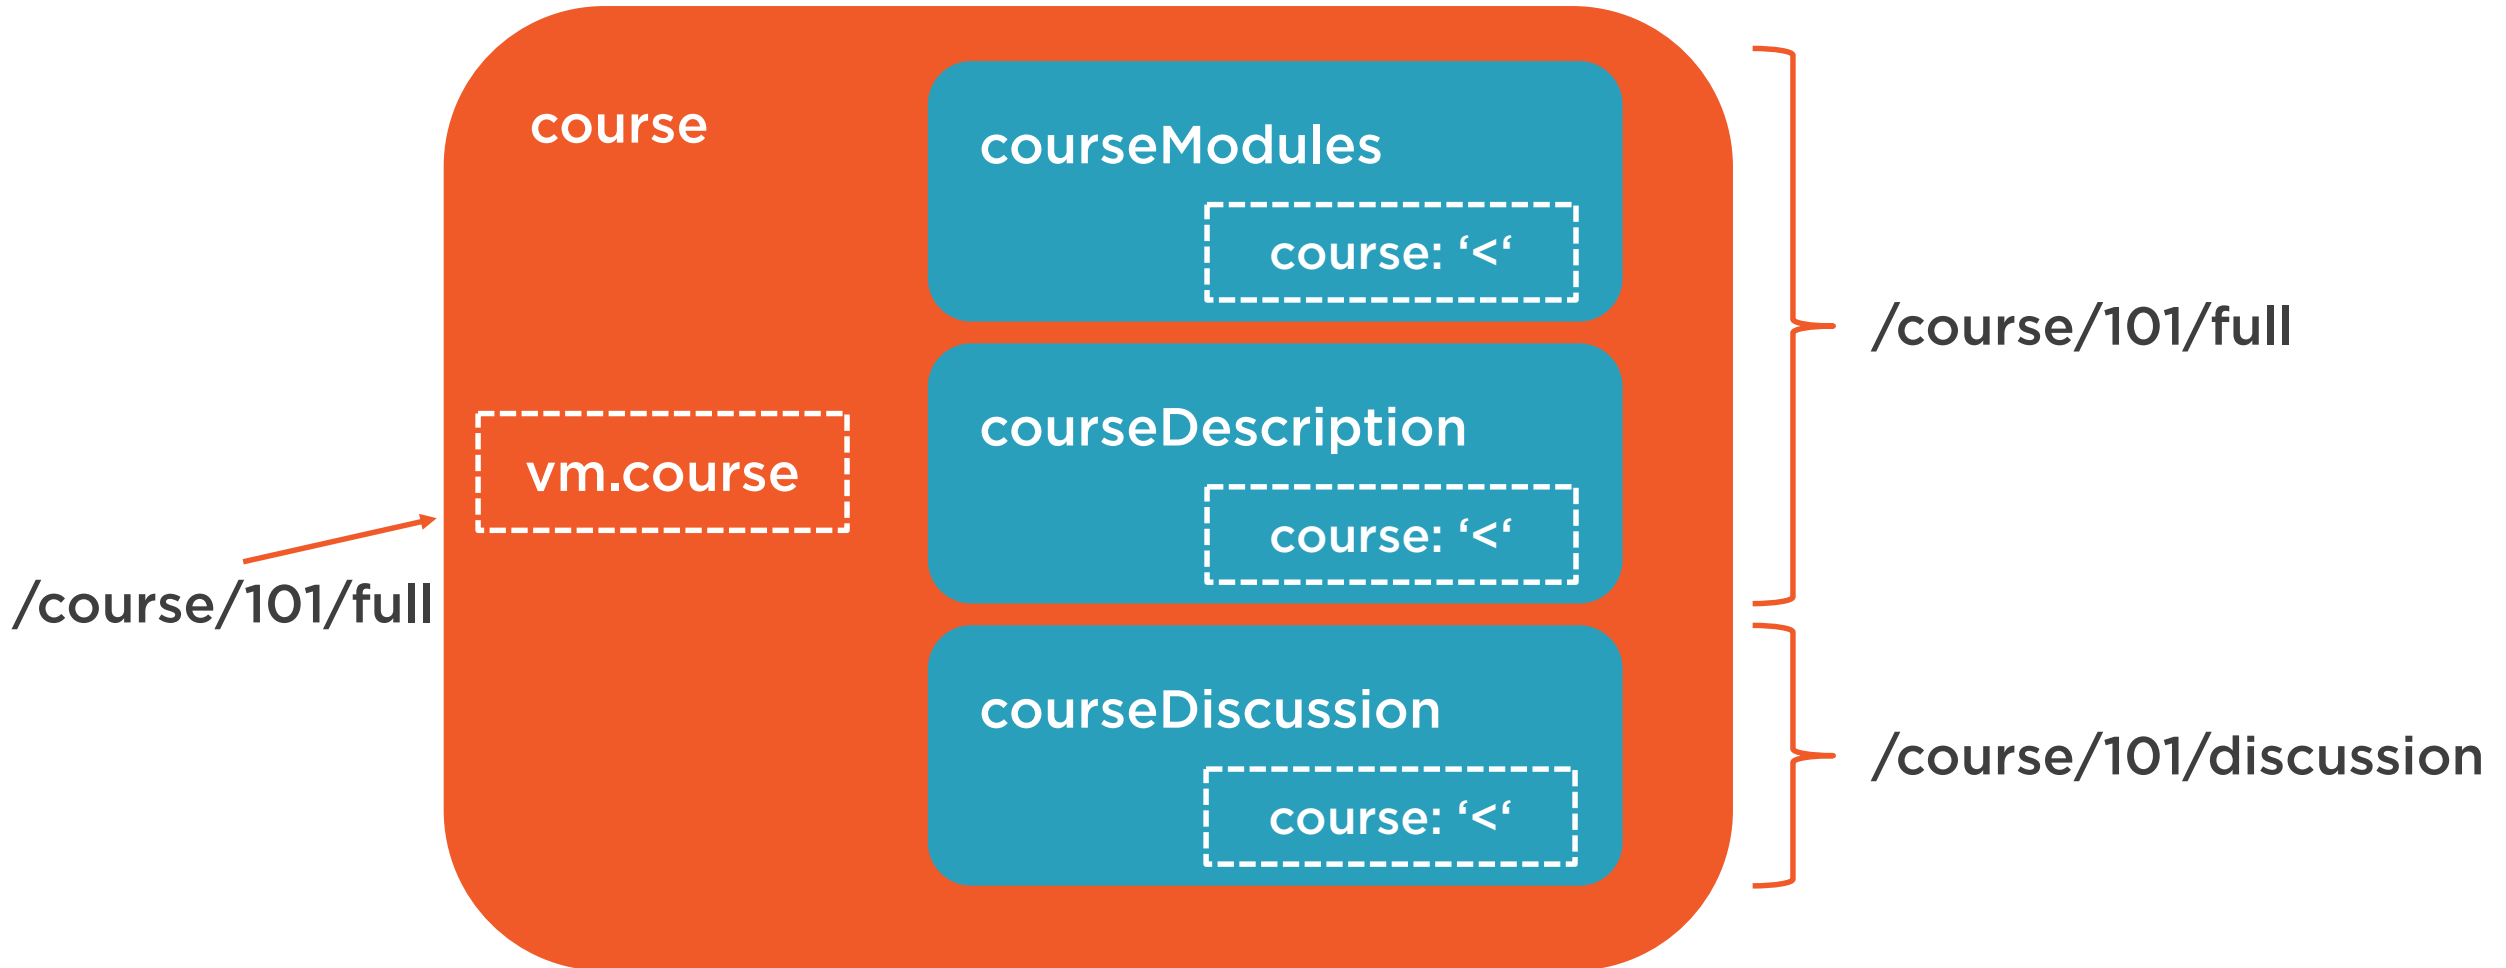 course
courseModules
course: ‘<‘
/course/101/full
courseDescription
vm.course
course: ‘<‘
/course/101/full
courseDiscussion
/course/101/discussion
course: ‘<‘